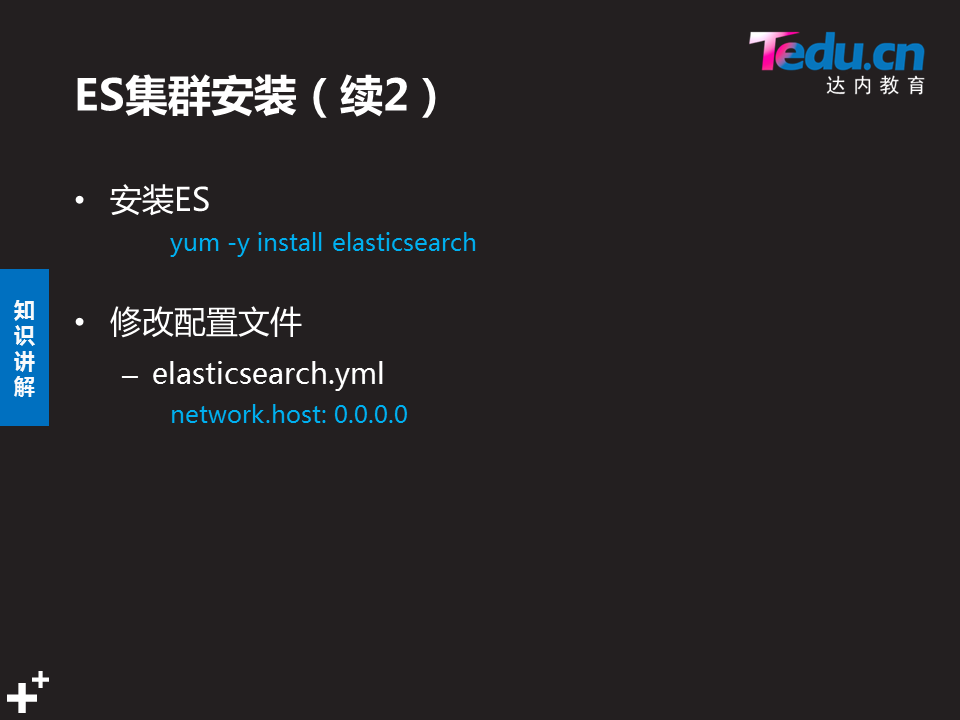 Tedu.cn
达内教育
ES集群安装（续2）
• 安装ES
yum -y install elasticsearch
• 修改配置文件
– elasticsearch.yml
network.host: 0.0.0.0
知
识
讲
解